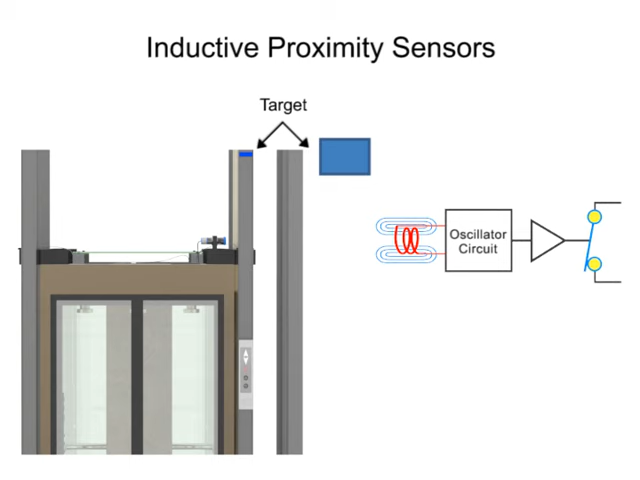 Inductive Proximity Sensors
Target
Oscillator
Circuit